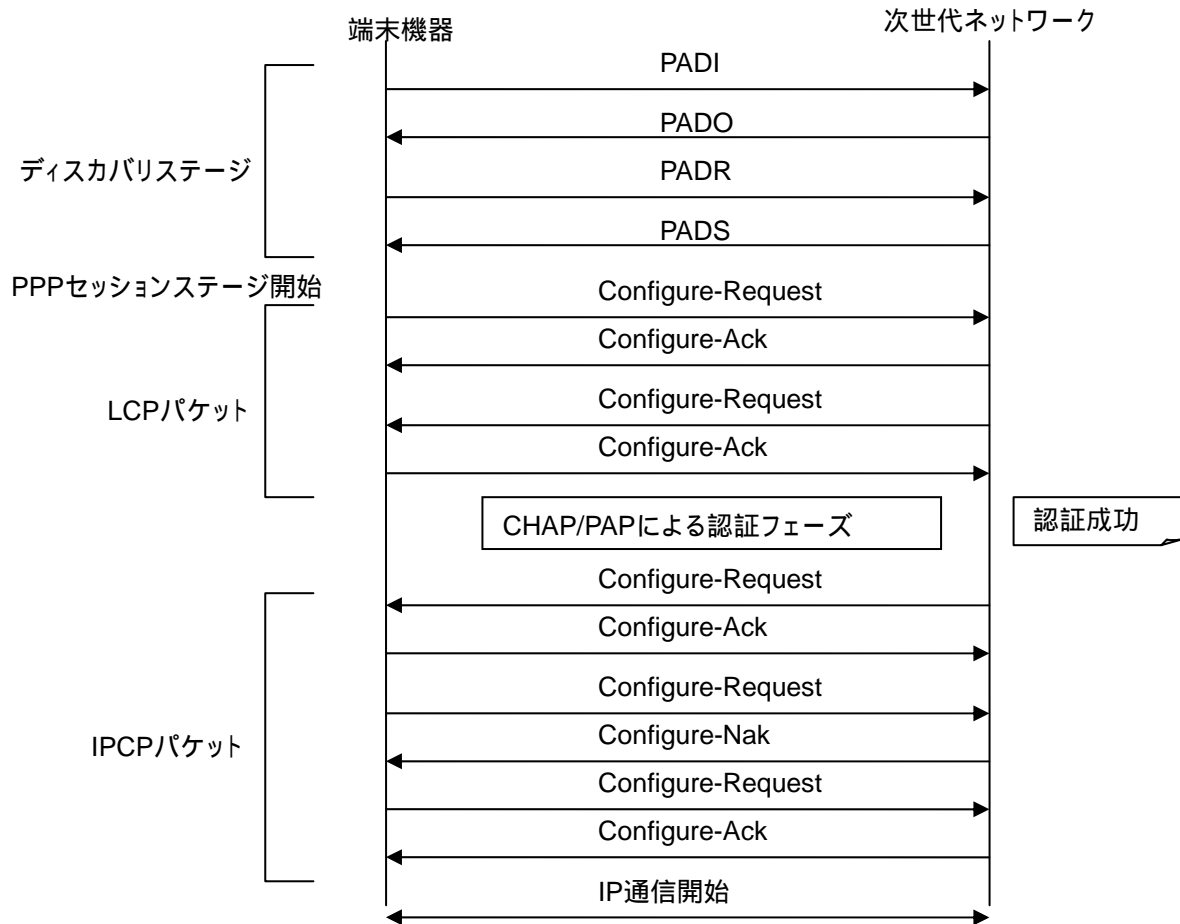 端末機器
次世代ネットワーク
PADI
PADO
ディスカバリステージ
PADR
PADS
PPPセッションステージ開始
Configure-Request
Configure-Ack
LCPパケット
Configure-Request
Configure-Ack
CHAP/PAPによる認証フェーズ
認証成功
Configure-Request
Configure-Ack
Configure-Request
IPCPパケット
Configure-Nak
Configure-Request
Configure-Ack
IP通信開始